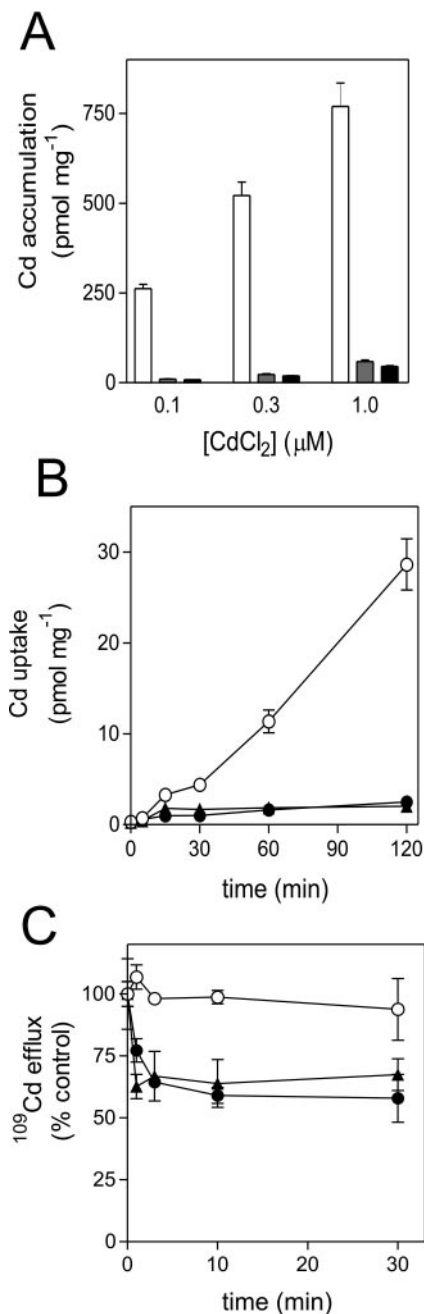 A
Cd accumulation
(pmol mg⁻¹)
750
500
250
0
0.1 0.3 1.0
[CdCl₂] (μM)
B
Cd uptake
(pmol mg⁻¹)
30
20
10
0
0 30 60 90 120
time (min)
C
¹⁰⁹Cd efflux
(% control)
100
75
50
25
0
0 10 20 30
time (min)